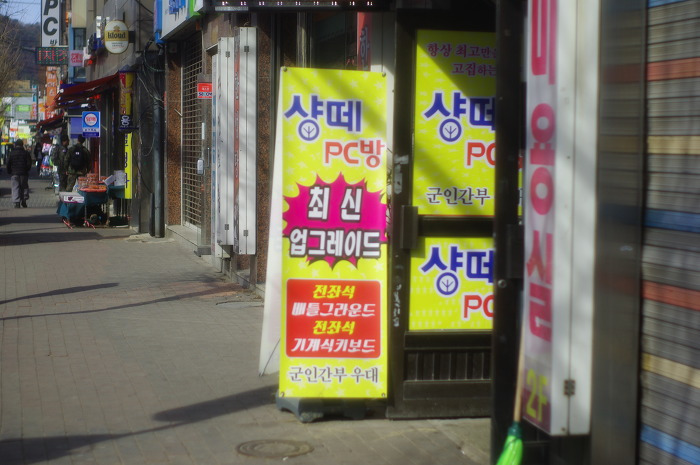 PC
샹떼
PC방
최신
업그레이드
전좌석
배틀그라운드
전좌석
기계식키보드
군인간부 우대
항상 최고만을
고집하는
샹떼
PC
군인간부
샹떼
PC
미용실
2F